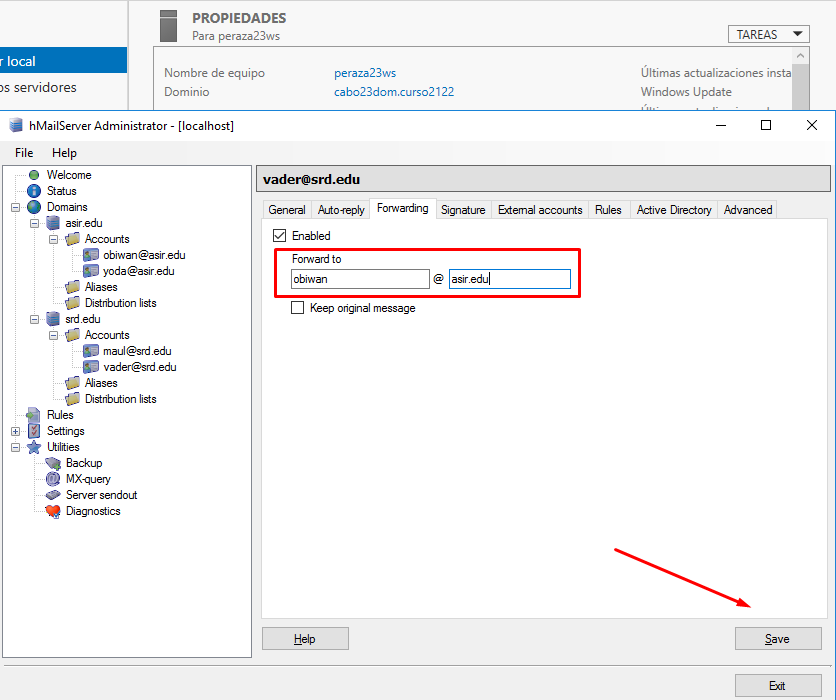 PROPIEDADES
Para peraza23ws
TAREAS
r local
os servidores
Nombre de equipo peraza23ws Últimas actualizaciones insta
Dominio cabo23dom.curso2122 Windows Update
hMailServer Administrator - [localhost]
File Help
Welcome
Status
Domains
asir.edu
Accounts
obiwan@asir.edu
yoda@asir.edu
Aliases
Distribution lists
srd.edu
Accounts
maul@srd.edu
vader@srd.edu
Aliases
Distribution lists
Rules
Settings
Utilities
Backup
MX-query
Server sendout
Diagnostics
vader@srd.edu
General Auto-reply Forwarding Signature External accounts Rules Active Directory Advanced
Enabled
Forward to
obiwan @ asir.edu
Keep original message
Help Save
Exit